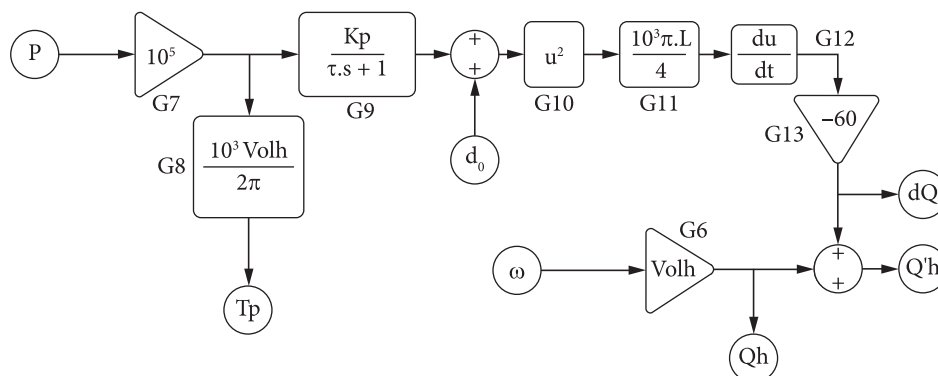 P
10⁵
G7
Kp
τ.s + 1
G9
+
+
d₀
u²
G10
10³π.L
4
G11
du
dt
G12
−60
G13
dQ
G8
10³ Volh
2π
Tp
ω
G6
Volh
Qh
+
+
Q'h